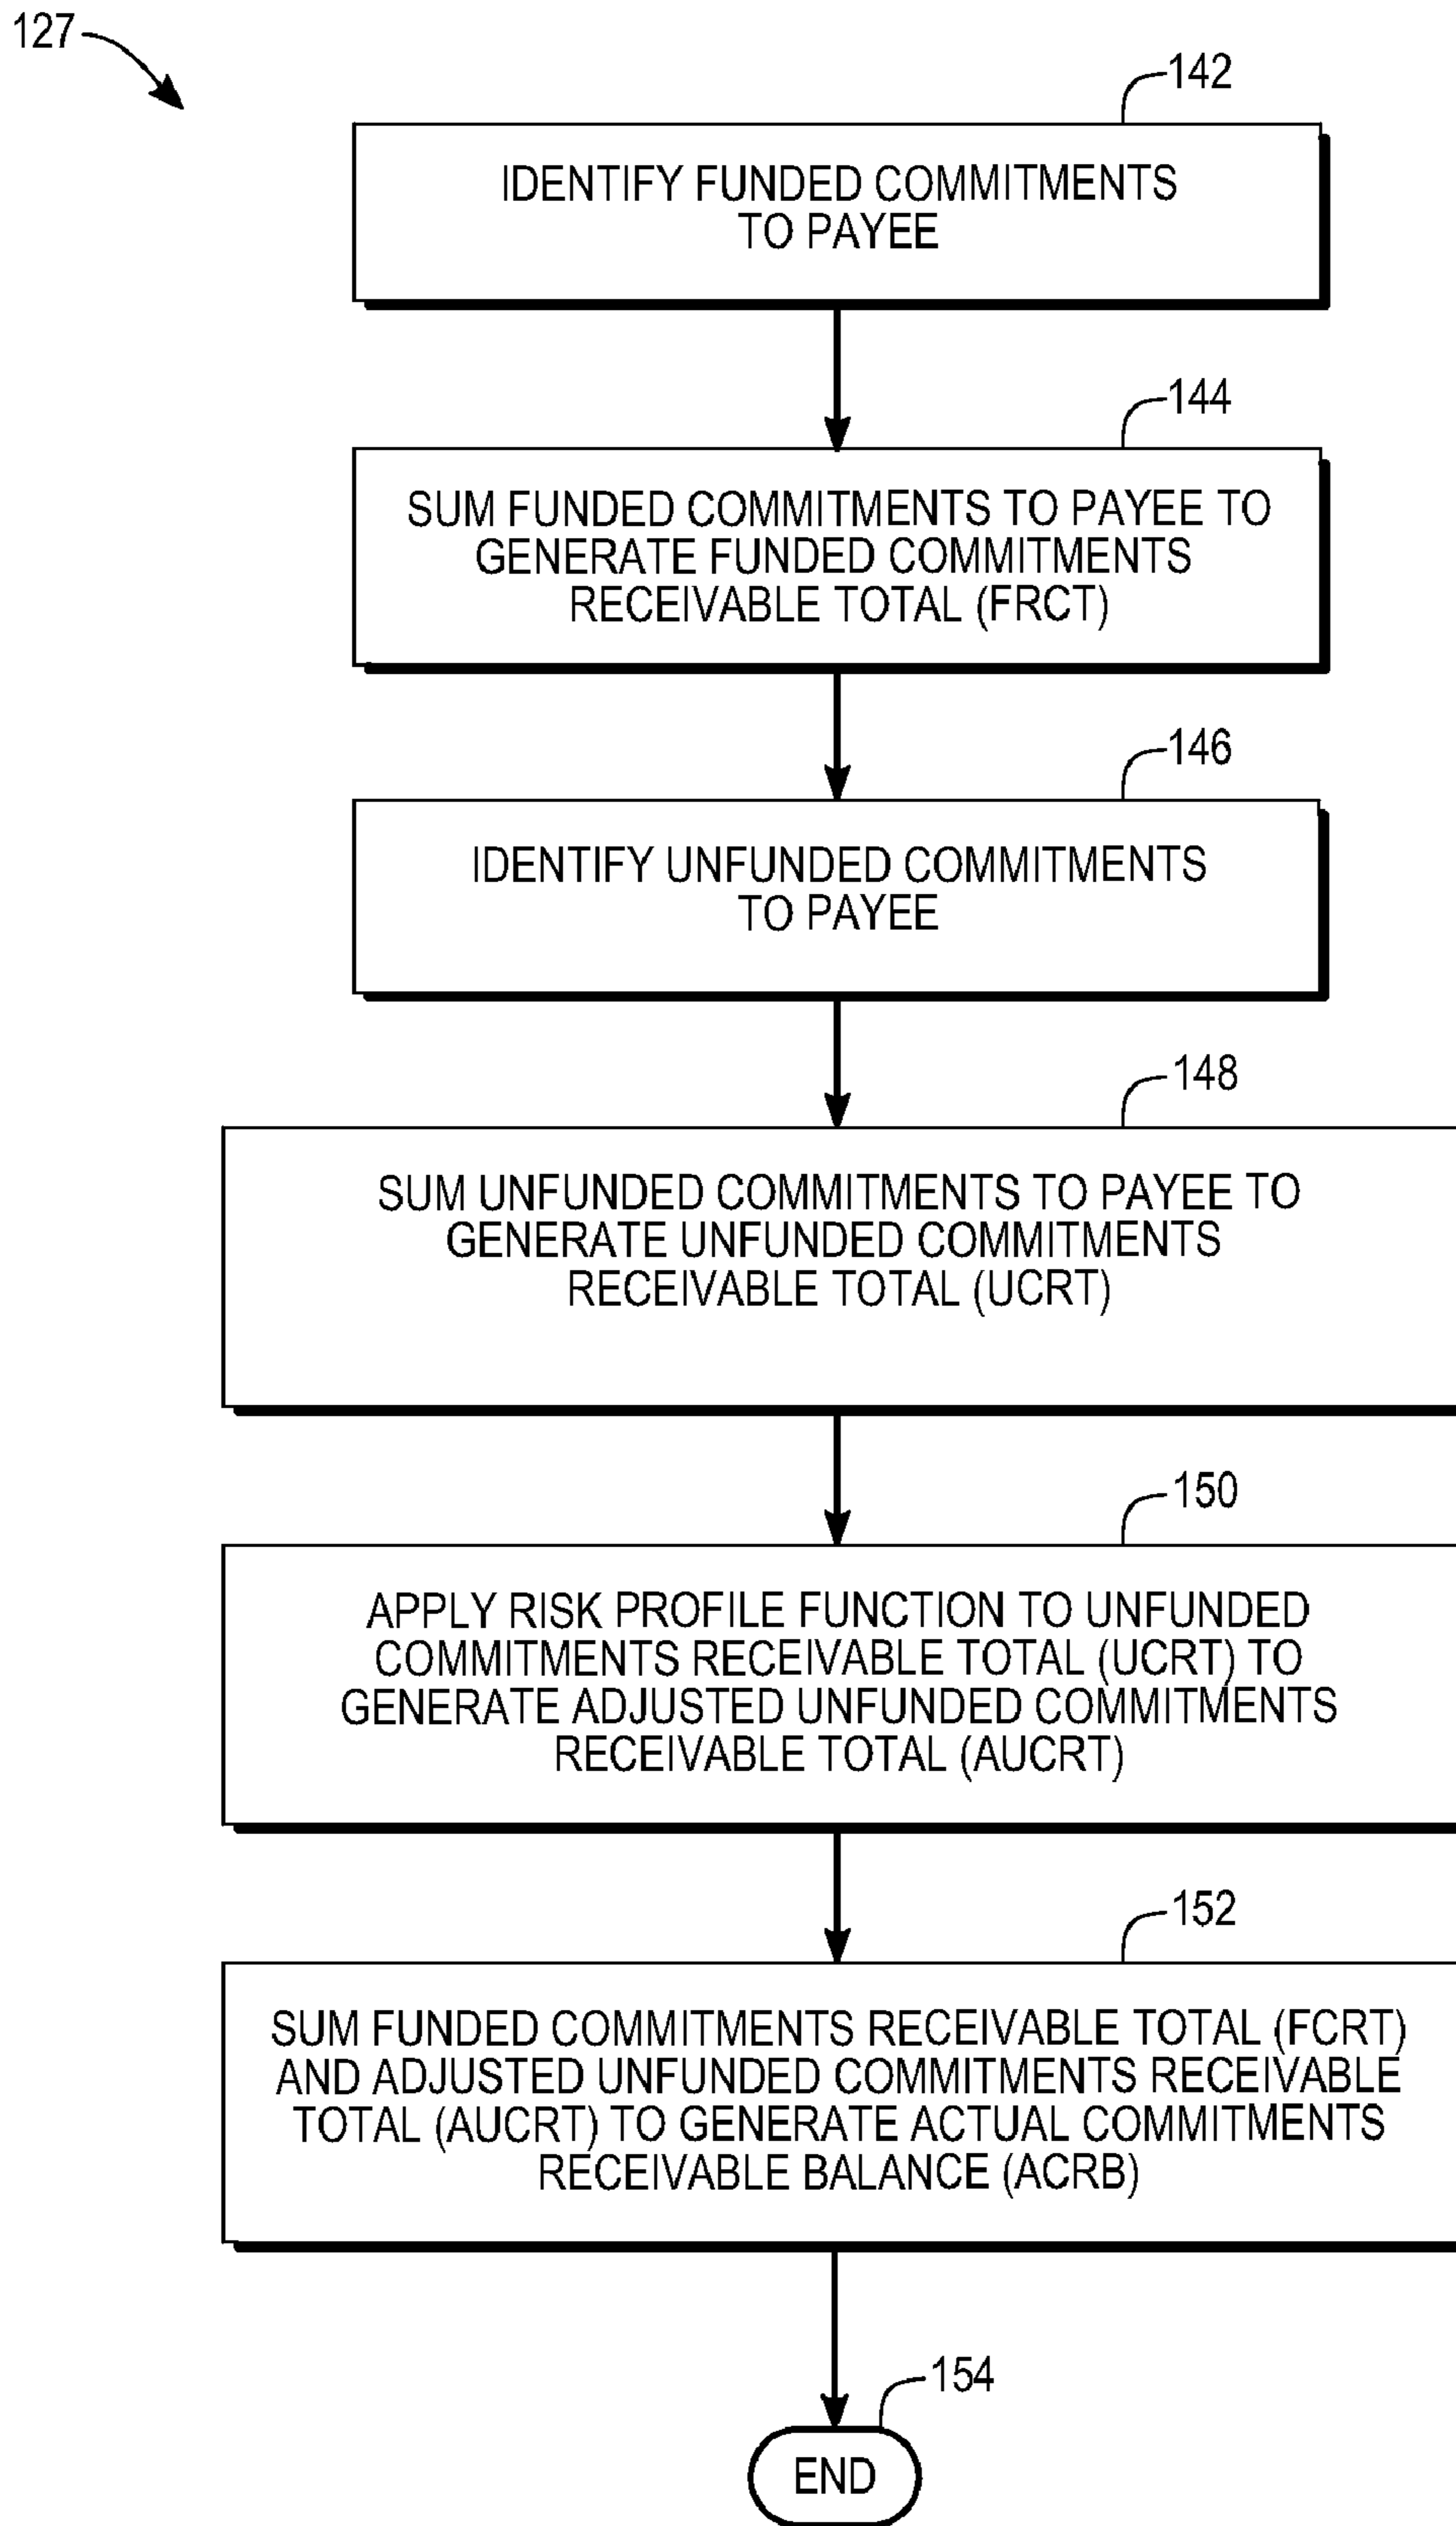 127
142
IDENTIFY FUNDED COMMITMENTS
TO PAYEE
144
SUM FUNDED COMMITMENTS TO PAYEE TO
GENERATE FUNDED COMMITMENTS
RECEIVABLE TOTAL (FRCT)
146
IDENTIFY UNFUNDED COMMITMENTS
TO PAYEE
148
SUM UNFUNDED COMMITMENTS TO PAYEE TO
GENERATE UNFUNDED COMMITMENTS
RECEIVABLE TOTAL (UCRT)
150
APPLY RISK PROFILE FUNCTION TO UNFUNDED
COMMITMENTS RECEIVABLE TOTAL (UCRT) TO
GENERATE ADJUSTED UNFUNDED COMMITMENTS
RECEIVABLE TOTAL (AUCRT)
152
SUM FUNDED COMMITMENTS RECEIVABLE TOTAL (FCRT)
AND ADJUSTED UNFUNDED COMMITMENTS RECEIVABLE
TOTAL (AUCRT) TO GENERATE ACTUAL COMMITMENTS
RECEIVABLE BALANCE (ACRB)
154
END